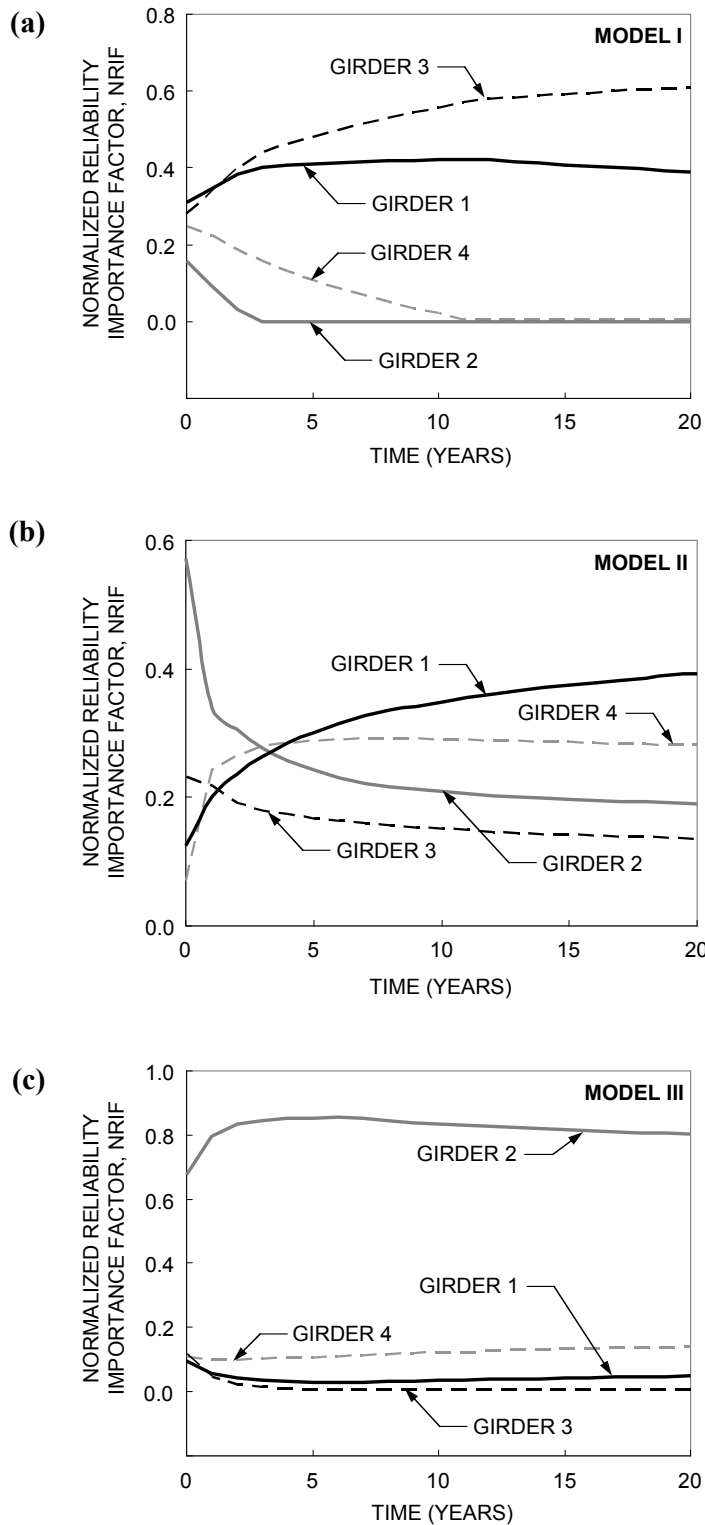 (a)
NORMALIZED RELIABILITY
IMPORTANCE FACTOR, NRIF
0.8
0.6
0.4
0.2
0.0
MODEL I
GIRDER 3
GIRDER 1
GIRDER 4
GIRDER 2
0
5
10
15
20
TIME (YEARS)
(b)
NORMALIZED RELIABILITY
IMPORTANCE FACTOR, NRIF
0.6
0.4
0.2
0.0
MODEL II
GIRDER 1
GIRDER 4
GIRDER 3
GIRDER 2
0
5
10
15
20
TIME (YEARS)
(c)
NORMALIZED RELIABILITY
IMPORTANCE FACTOR, NRIF
1.0
0.8
0.6
0.4
0.2
0.0
MODEL III
GIRDER 2
GIRDER 1
GIRDER 4
GIRDER 3
0
5
10
15
20
TIME (YEARS)